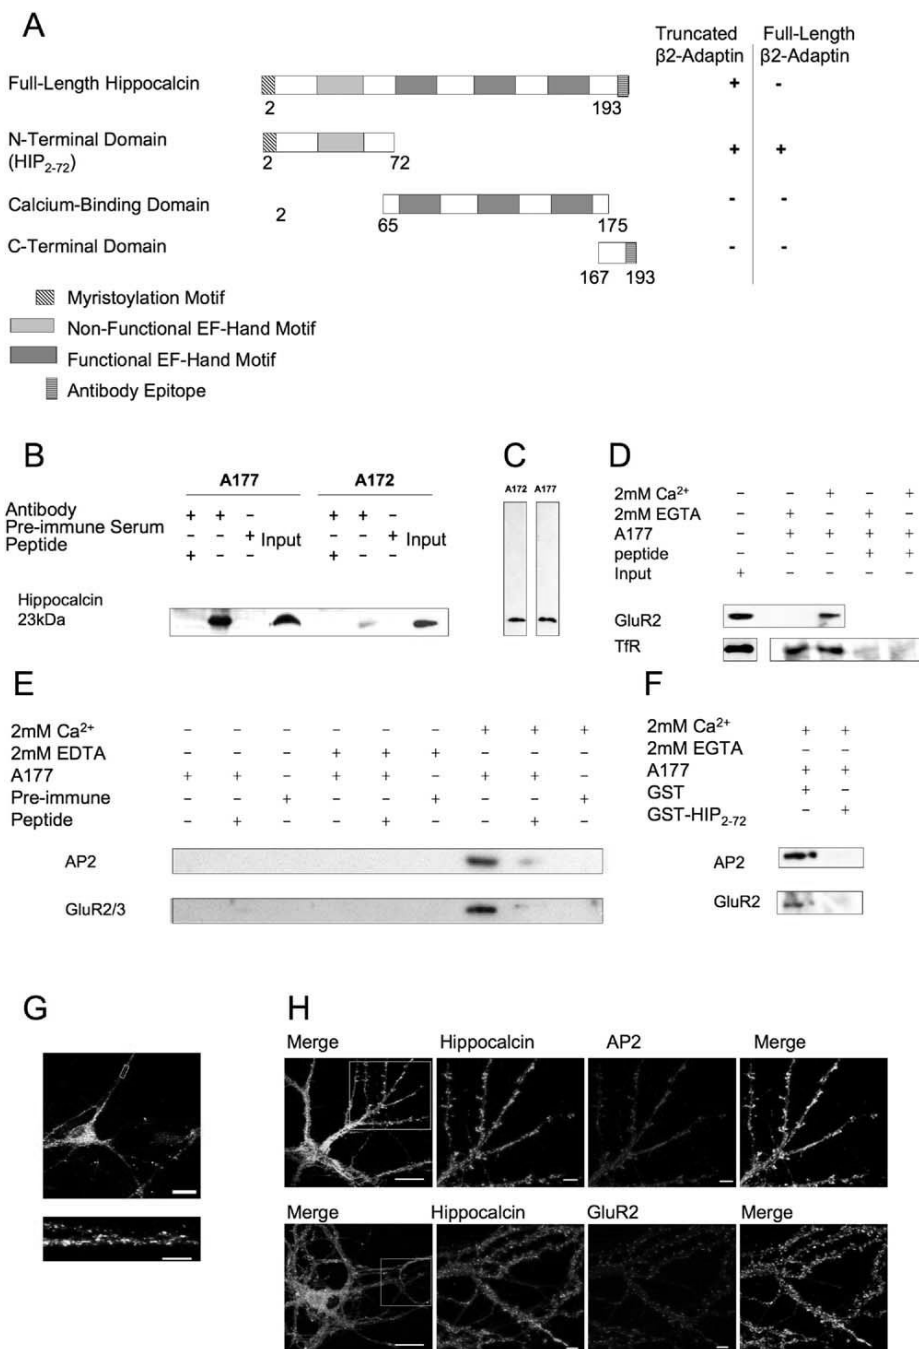 A
Truncated Full-Length
β2-Adaptin β2-Adaptin
Full-Length Hippocalcin + -
2 193
N-Terminal Domain
(HIP2-72) + +
2 72
Calcium-Binding Domain 2 - -
65 175
C-Terminal Domain - -
167 193
Myristoylation Motif
Non-Functional EF-Hand Motif
Functional EF-Hand Motif
Antibody Epitope
B
A177 A172
Antibody + + – + + –
Pre-immune Serum – – + Input – – + Input
Peptide + – – + – –
Hippocalcin
23kDa
C
A172 A177
D
2mM Ca2+ – – + – +
2mM EGTA – + – + –
A177 – + + + +
peptide – – – + +
Input + – – – –
GluR2
TfR
E
2mM Ca2+ – – – – – – + + +
2mM EDTA – – – + + + – – –
A177 + + – + + – + + –
Pre-immune – – + – – + – – +
Peptide – + – – + – – + –
AP2
GluR2/3
F
2mM Ca2+ + +
2mM EGTA – –
A177 + +
GST + –
GST-HIP2-72 – +
AP2
GluR2
G
H
Merge Hippocalcin AP2 Merge
Merge Hippocalcin GluR2 Merge